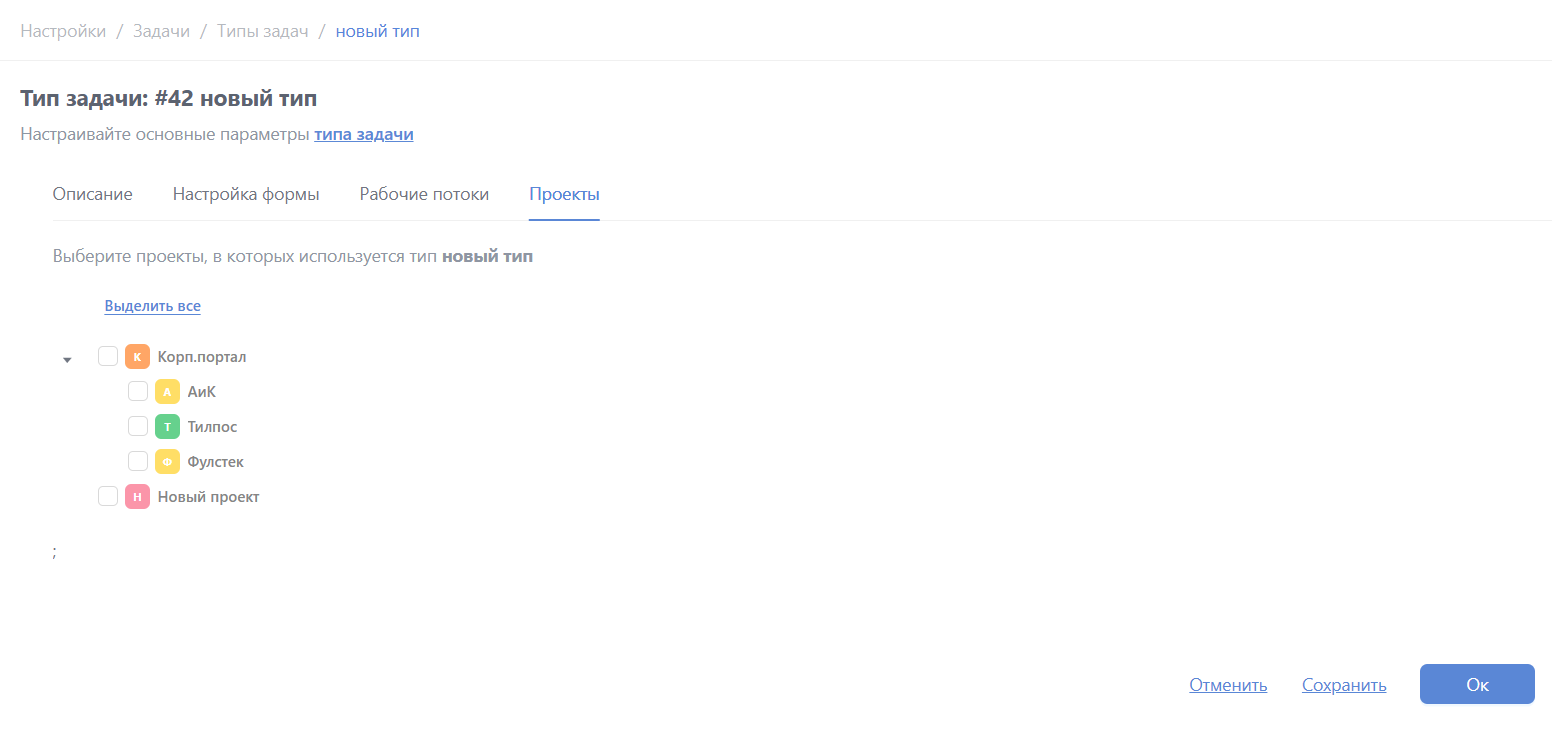 Настройки / Задачи / Типы задач / новый тип
Тип задачи: #42 новый тип
Настраивайте основные параметры типа задачи
Описание Настройка формы Рабочие потоки Проекты
Выберите проекты, в которых используется тип новый тип
Выделить все
К Корп.портал
А АиК
Т Тилпос
Ф Фулстек
Н Новый проект
;
Отменить Сохранить Ок